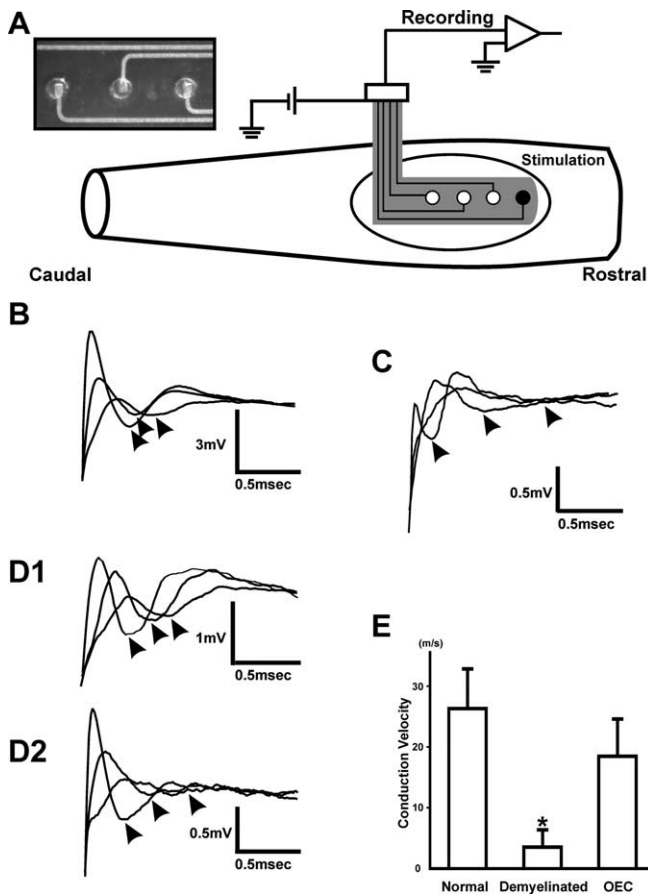 A
Recording
Stimulation
Caudal
Rostral
B
3mV
0.5msec
C
0.5mV
0.5msec
D1
1mV
0.5msec
D2
0.5mV
0.5msec
E
(m/s)
Conduction Velocity
30
20
10
0
*
Normal Demyelinated OEC